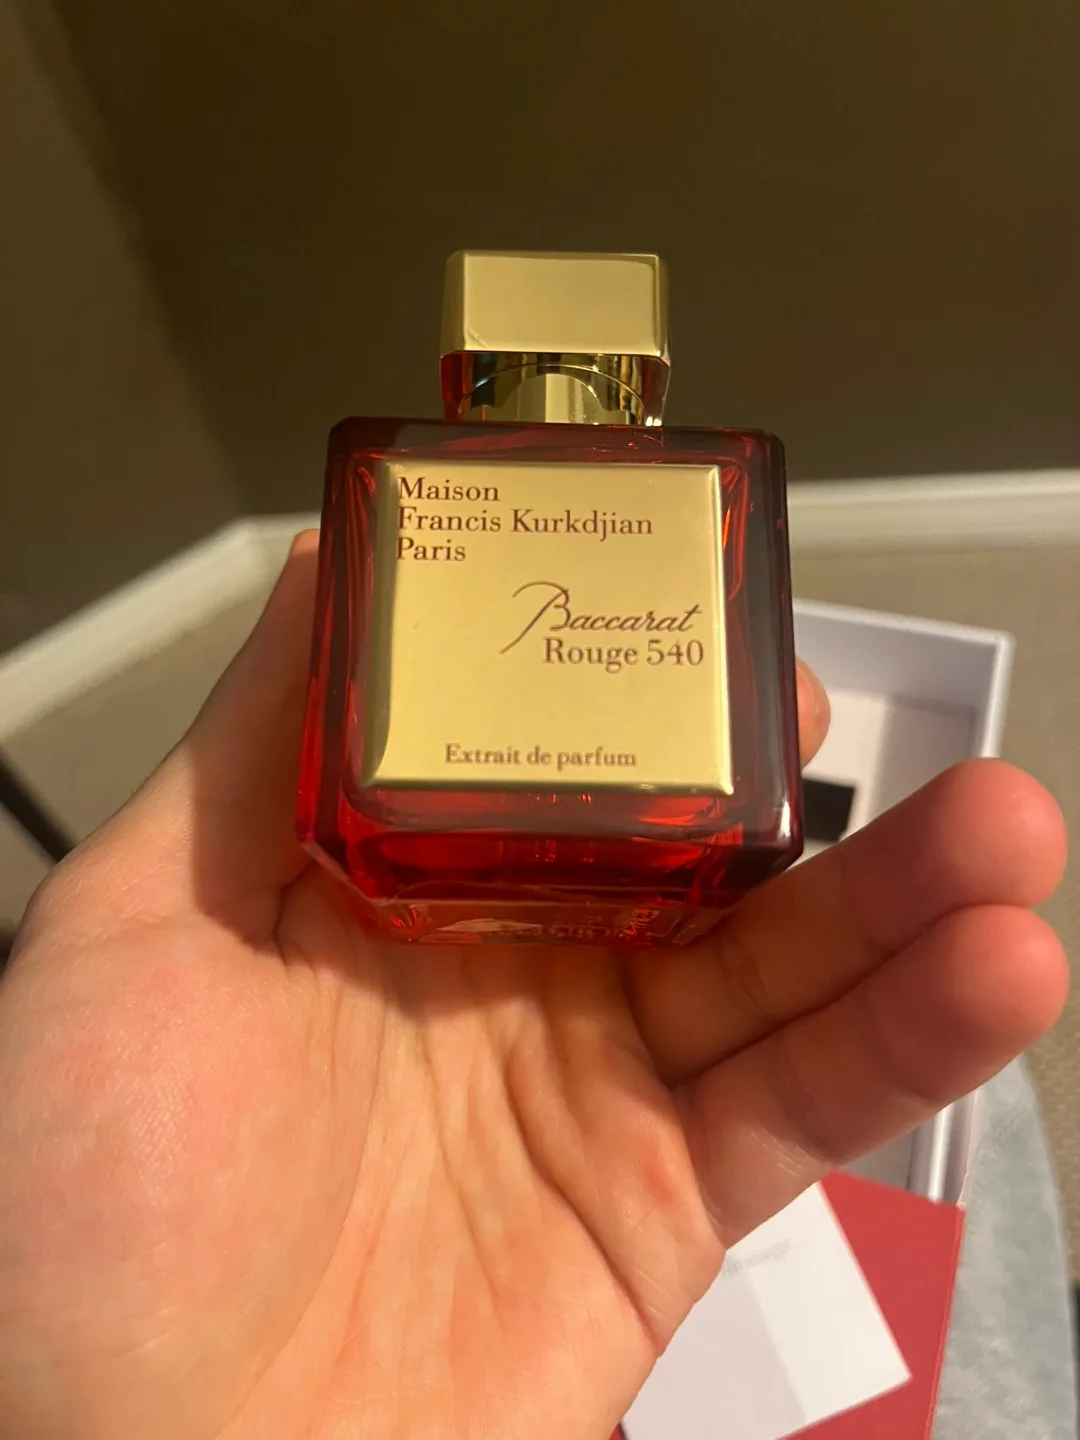 Maison
Francis Kurkdjian
Paris
Baccarat
Rouge 540
Extrait de parfum